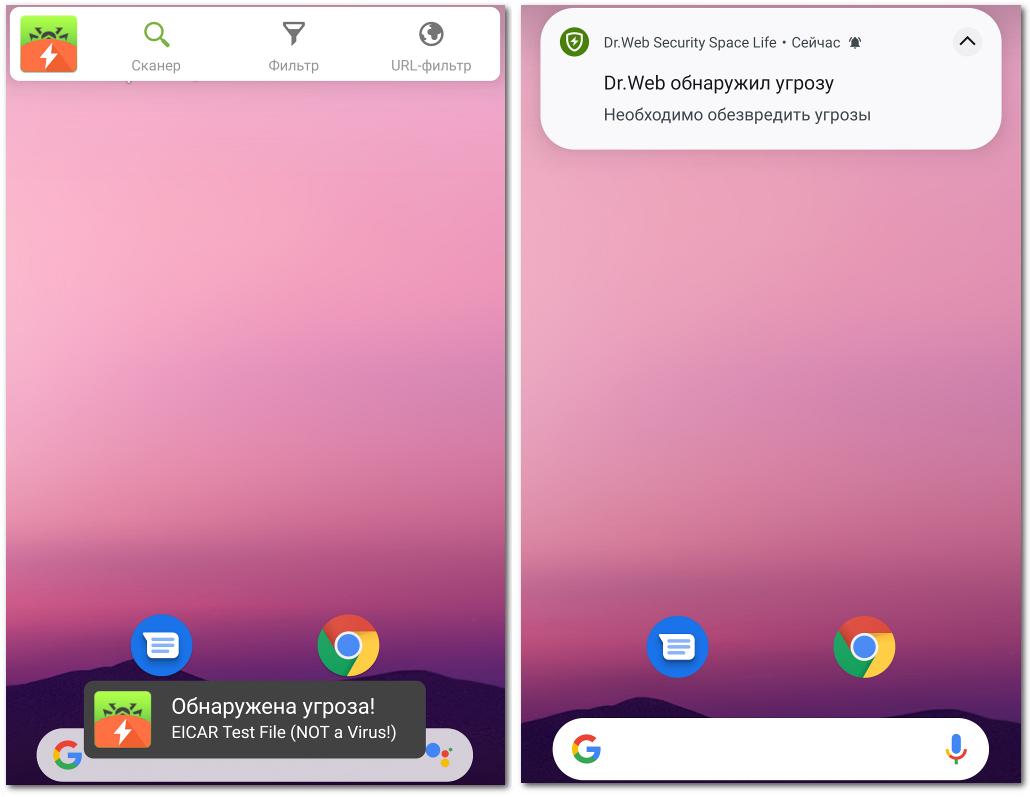 Сканер
Фильтр
URL-фильтр
Обнаружена угроза!
EICAR Test File (NOT a Virus!)
Dr.Web Security Space Life • Сейчас
Dr.Web обнаружил угрозу
Необходимо обезвредить угрозы